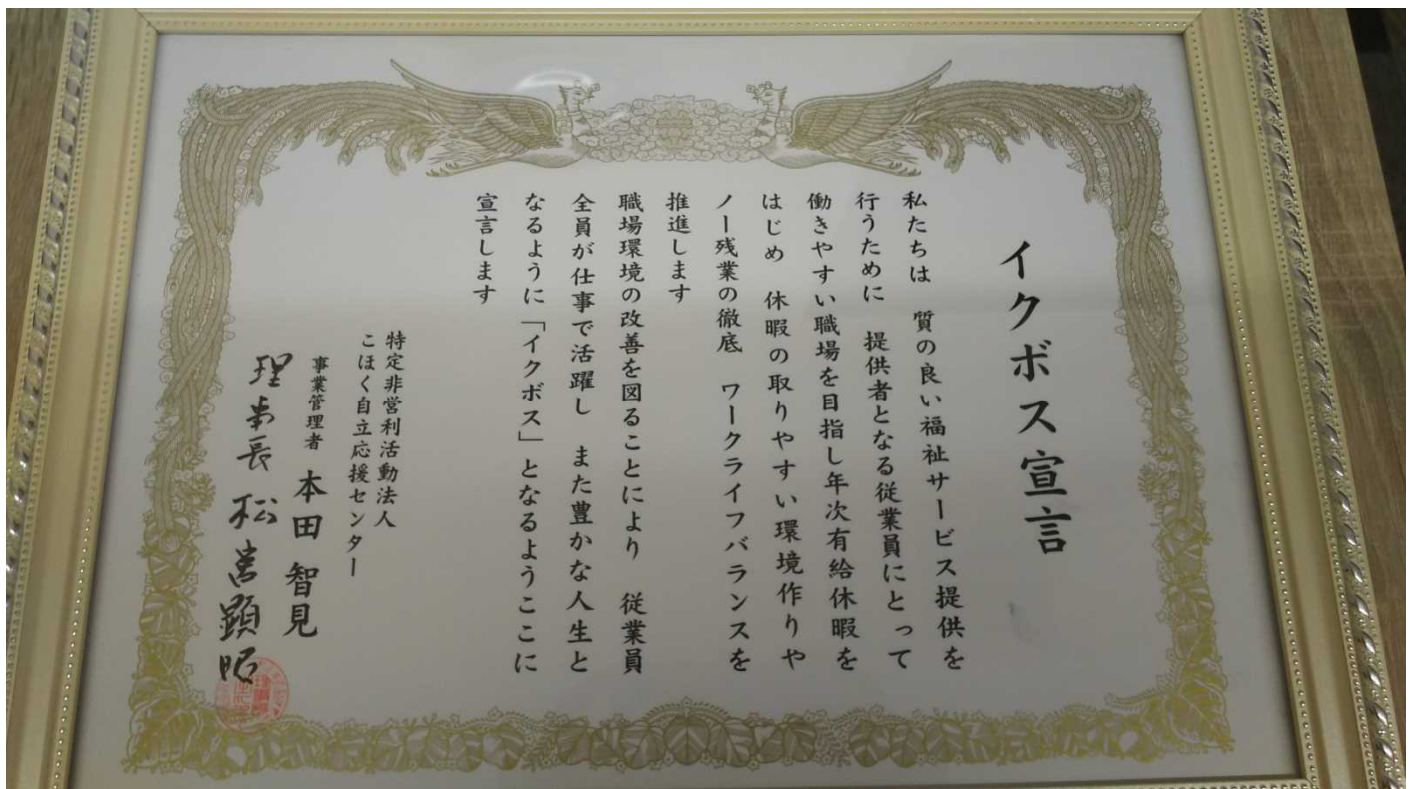 イクボス宣言
私たちは 質の良い福祉サービス提供を
行うために 提供者となる従業員にとって
働きやすい職場を目指し年次有給休暇を
はじめ 休暇の取りやすい環境作りや
ノー残業の徹底 ワークライフバランスを
推進します
職場環境の改善を図ることにより 従業員
全員が仕事で活躍し また豊かな人生と
なるように「イクボス」となるようここに
宣言します
特定非営利活動法人
こほく自立応援センター
事業管理者 本田 智見
理事長 松宮顕昭